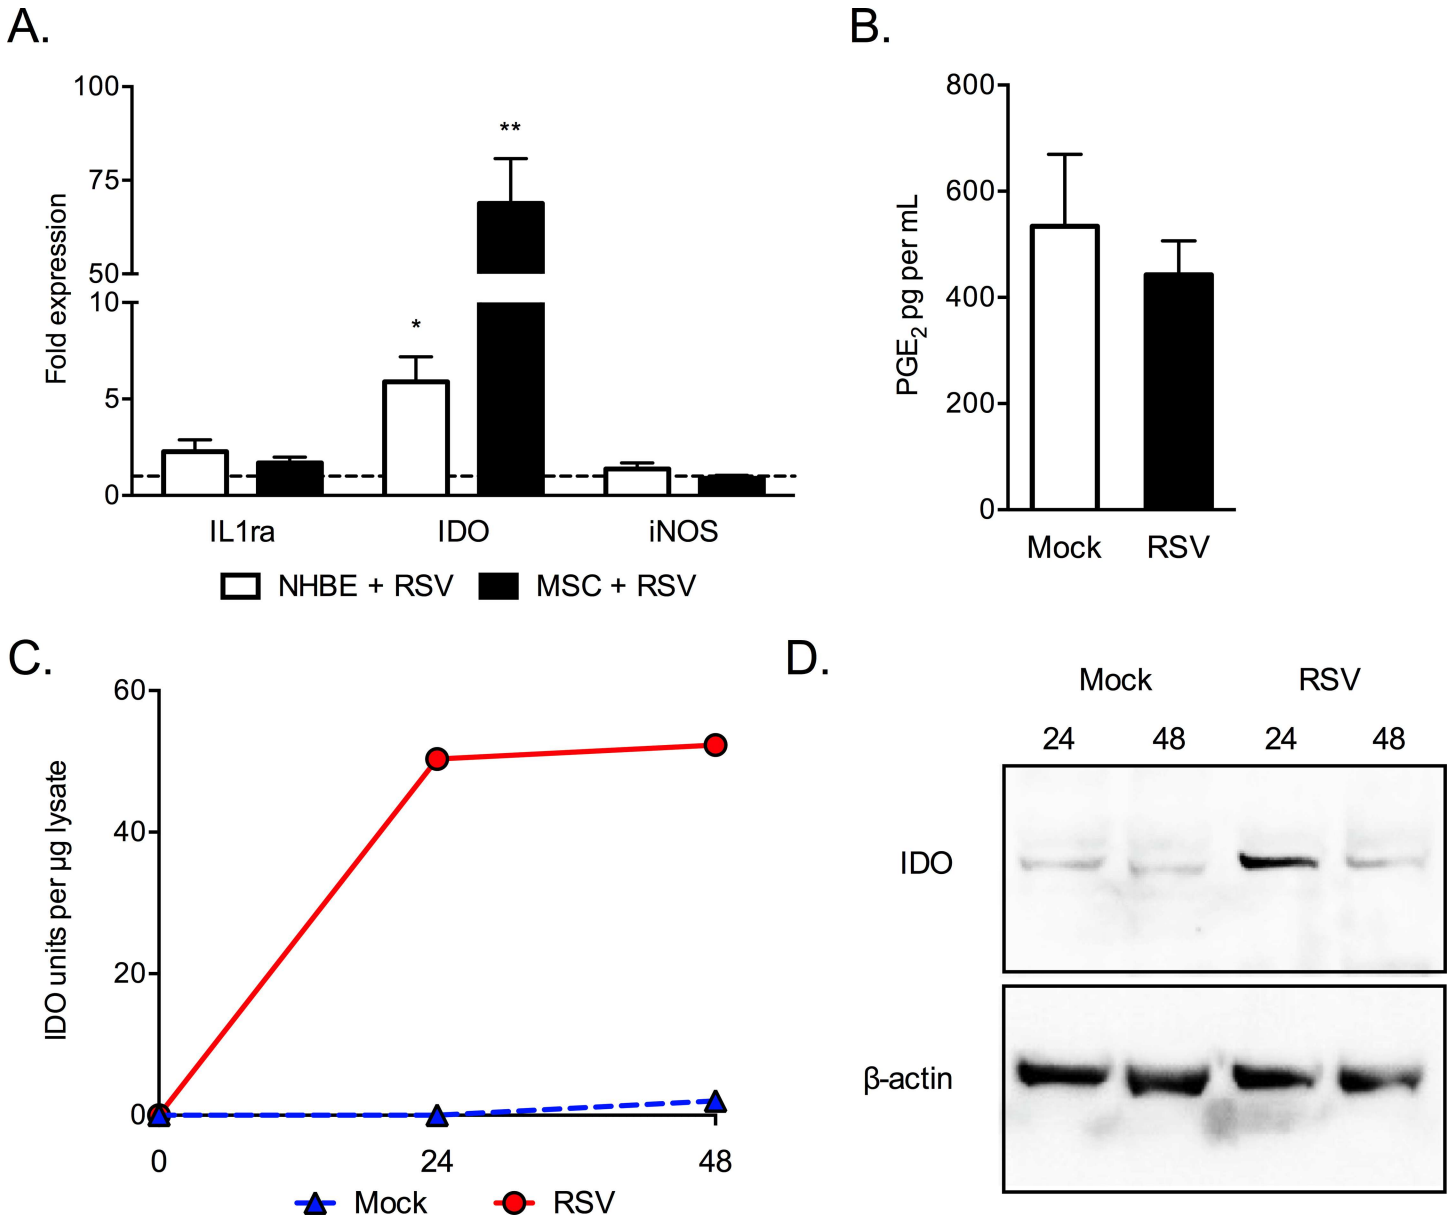 A.
Fold expression
100
75
50
10
5
0
**
*
IL1ra IDO iNOS
NHBE + RSV MSC + RSV
B.
PGE2 pg per mL
800
600
400
200
0
Mock RSV
C.
IDO units per µg lysate
60
40
20
0
0 24 48
Mock RSV
D.
Mock RSV
24 48 24 48
IDO
β-actin